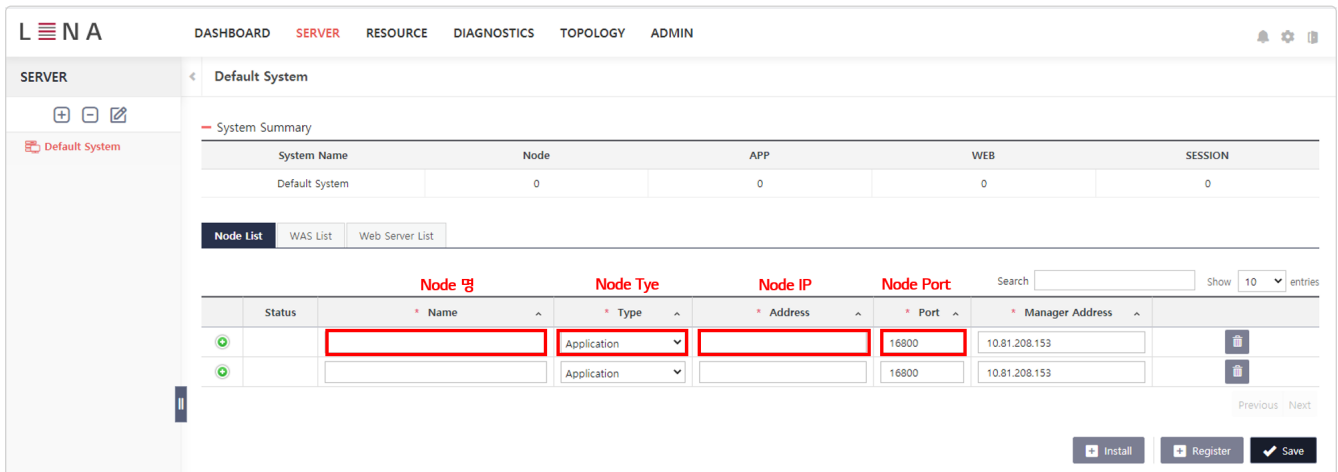 LENA DASHBOARD SERVER RESOURCE DIAGNOSTICS TOPOLOGY ADMIN
SERVER
Default System
Default System
System Summary
System Name Node APP WEB SESSION
Default System 0 0 0 0
Node List WAS List Web Server List
Node 명 Node Tye Node IP Node Port Search Show 10 entries
Status * Name * Type * Address * Port * Manager Address
Application 16800 10.81.208.153
Application 16800 10.81.208.153
Previous Next
Install Register Save